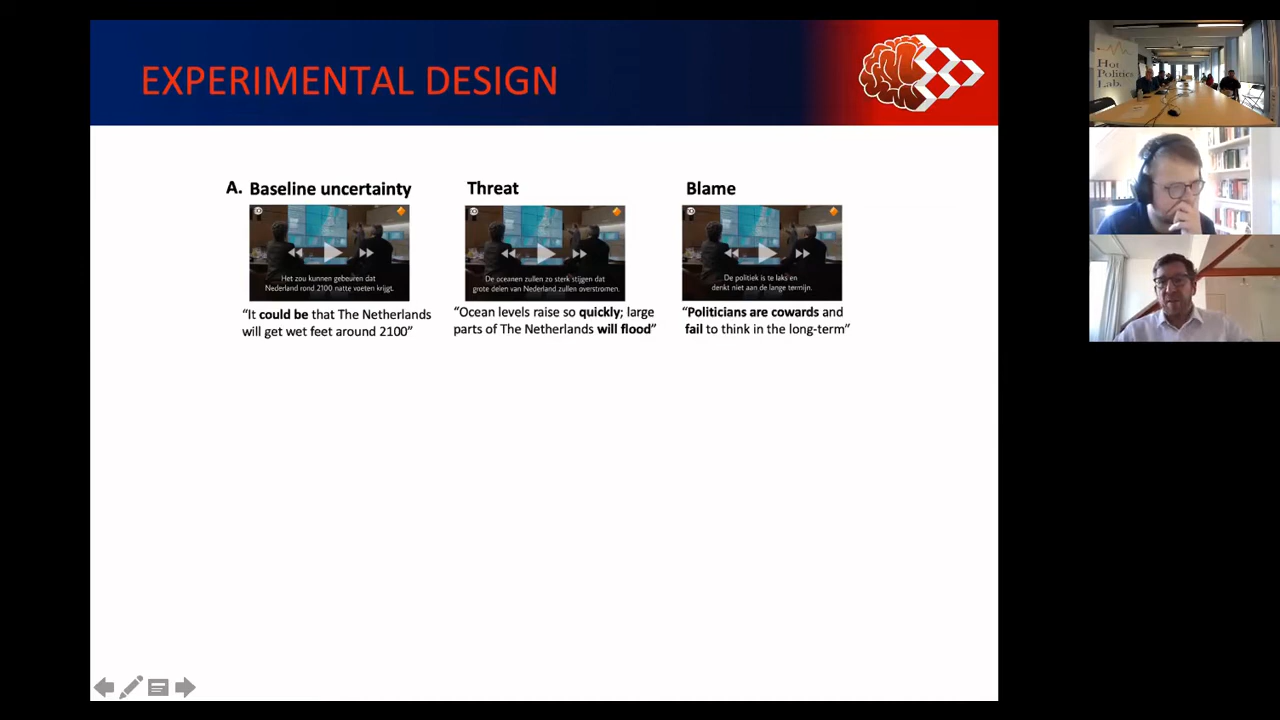 EXPERIMENTAL DESIGN
A. Baseline uncertainty
Threat
Blame
Het zou kunnen gebeuren dat
Nederland rond 2100 natte voeten krijgt.
De oceanen zullen zo sterk stijgen dat
grote delen van Nederland zullen overstromen.
De politiek is te laks en
denkt niet aan de lange termijn.
“It could be that The Netherlands
will get wet feet around 2100”
“Ocean levels raise so quickly; large
parts of The Netherlands will flood”
“Politicians are cowards and
fail to think in the long-term”
Hot
Politics
Lab.